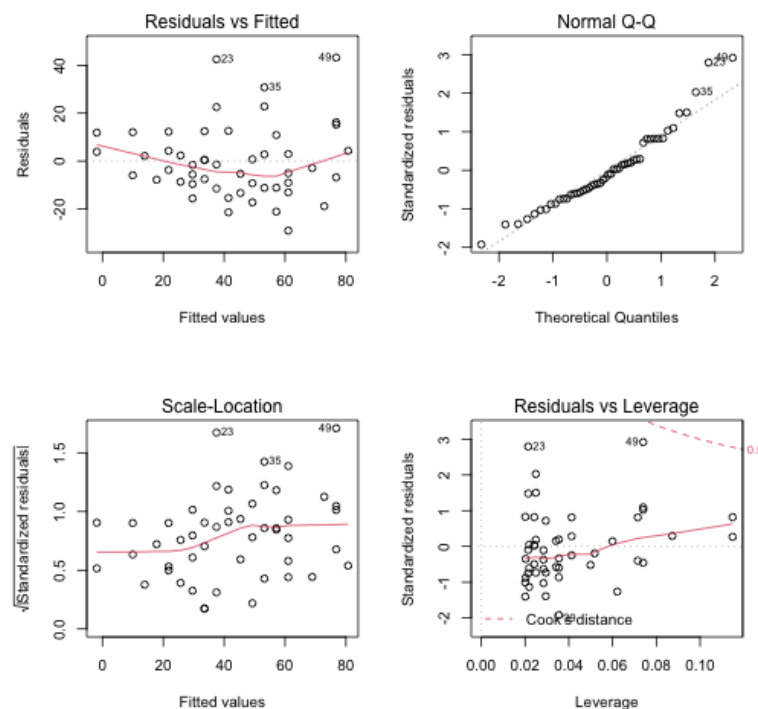 Residuals vs Fitted
Residuals
40
20
0
-20
23
49
35
0 20 40 60 80
Fitted values
Normal Q-Q
Standardized residuals
3
2
1
0
-1
-2
49
23
35
-2 -1 0 1 2
Theoretical Quantiles
Scale-Location
√|Standardized residuals|
1.5
1.0
0.5
0.0
23
49
35
0 20 40 60 80
Fitted values
Residuals vs Leverage
Standardized residuals
3
2
1
0
-1
-2
23
49
Cook's distance
0.00 0.02 0.04 0.06 0.08 0.10
Leverage